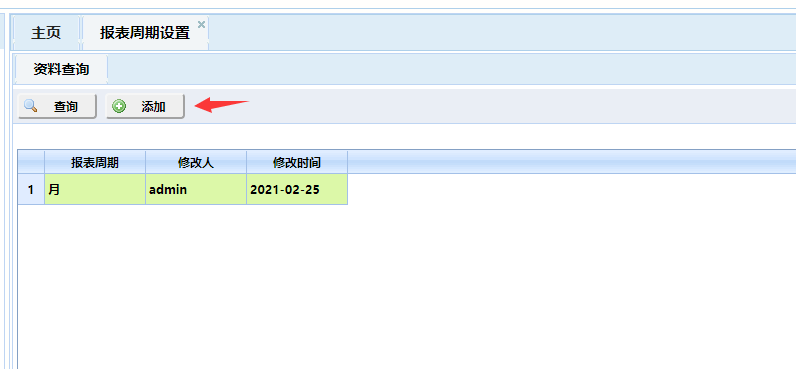 主页 报表周期设置
资料查询
查询 添加
报表周期 修改人 修改时间
1 月 admin 2021-02-25